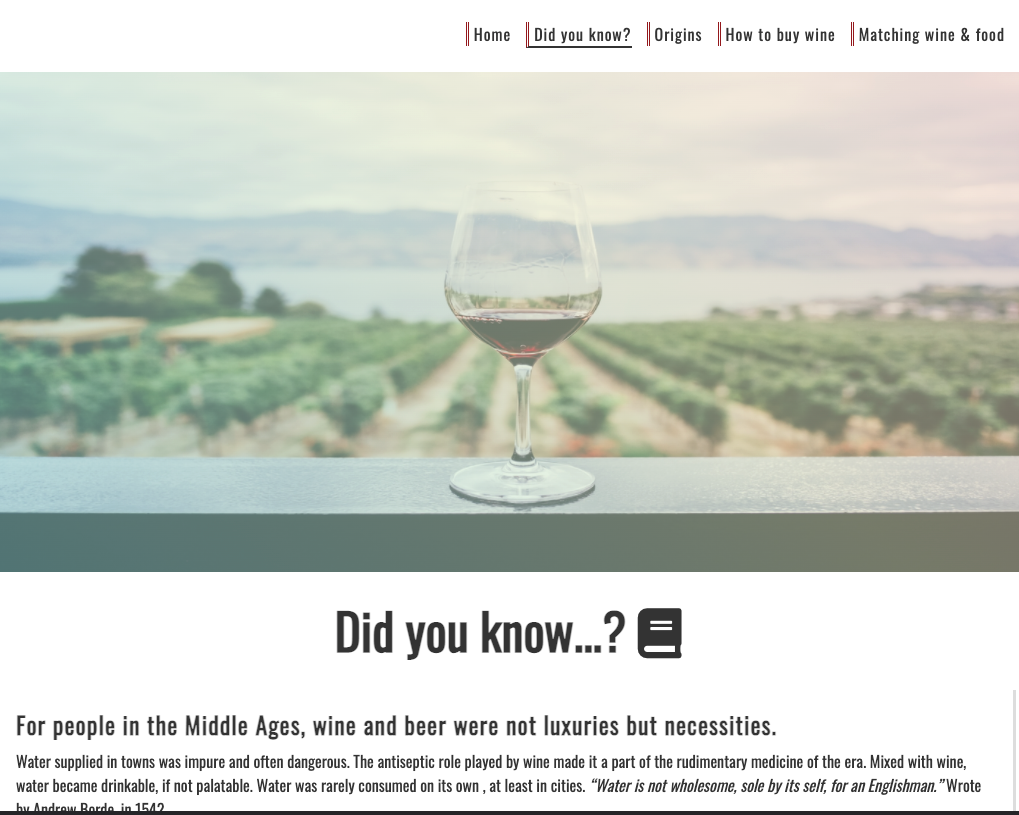 Home Did you know? Origins How to buy wine Matching wine & food
Did you know...?
For people in the Middle Ages, wine and beer were not luxuries but necessities.
Water supplied in towns was impure and often dangerous. The antiseptic role played by wine made it a part of the rudimentary medicine of the era. Mixed with wine,
water became drinkable, if not palatable. Water was rarely consumed on its own , at least in cities. “Water is not wholesome, sole by its self, for an Englishman.” Wrote
by Andrew Borde, in 1542